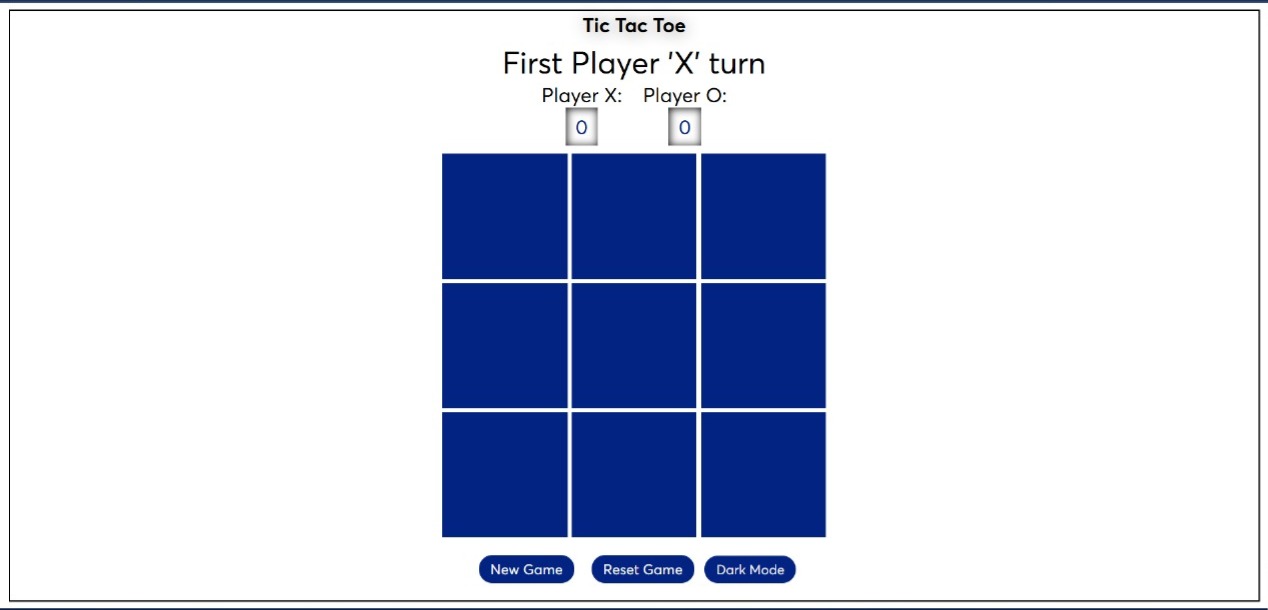 Tic Tac Toe
First Player 'X' turn
Player X: Player O:
0 0
New Game Reset Game Dark Mode